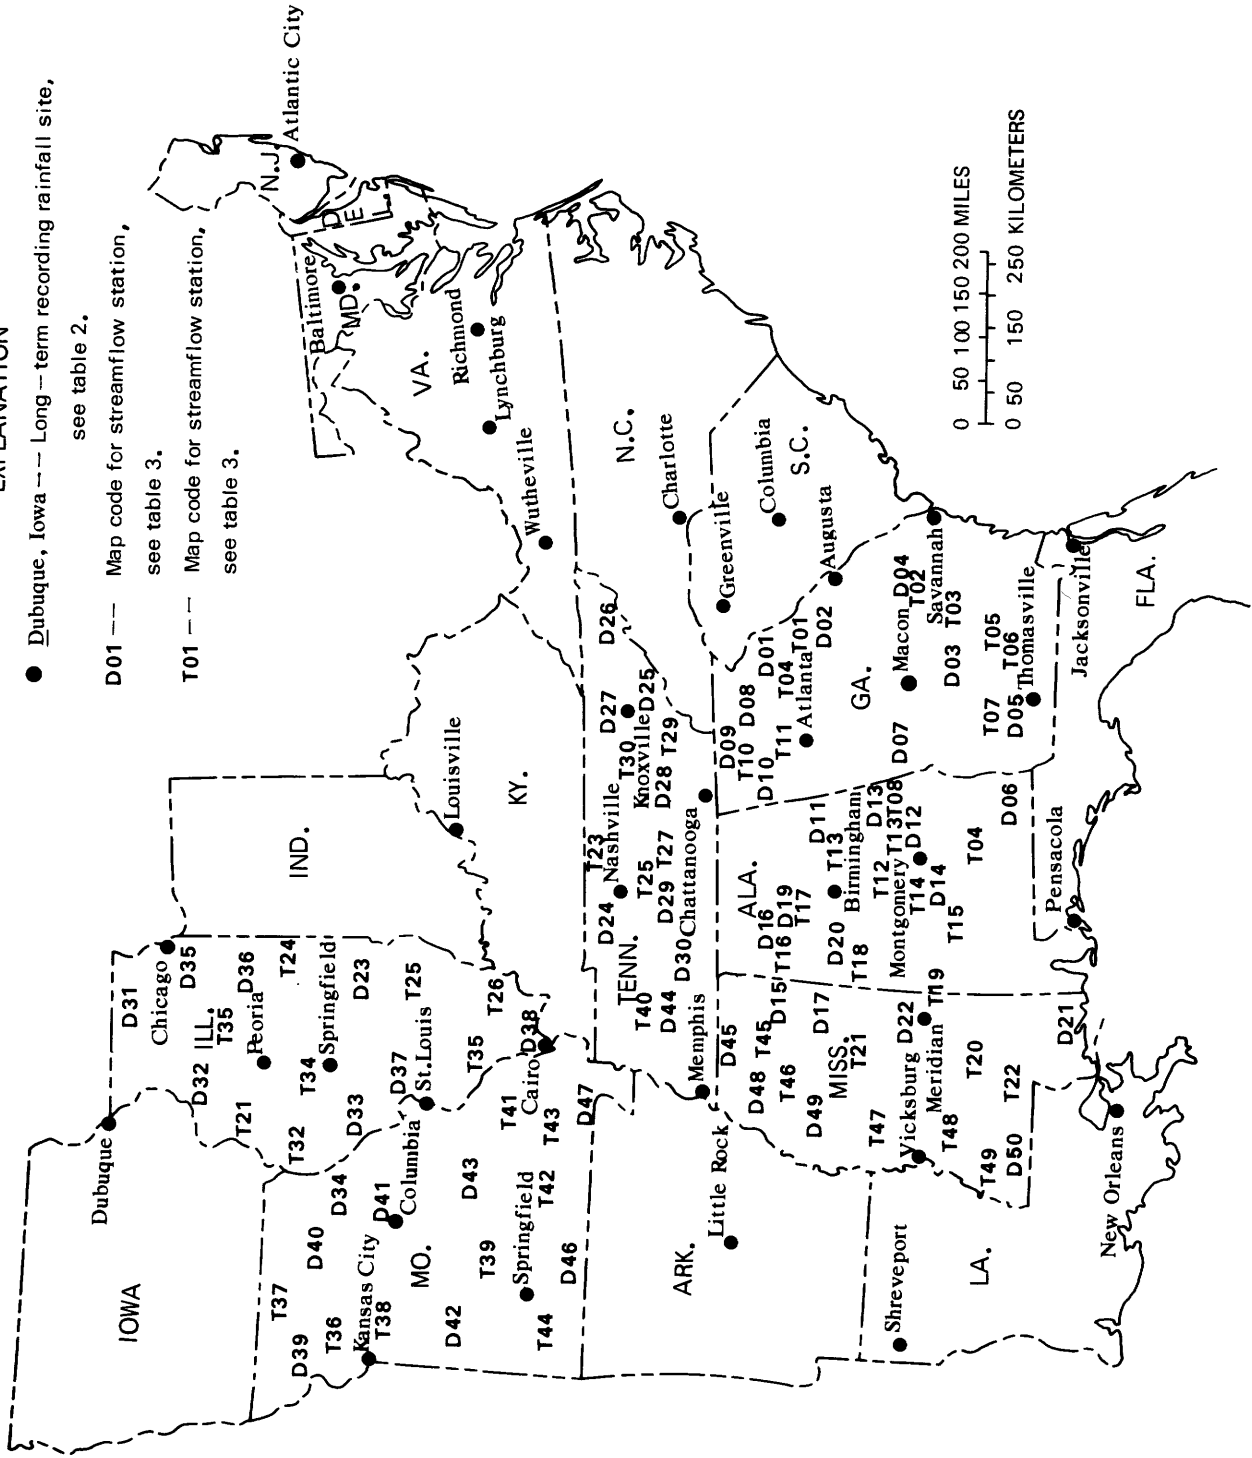 EXPLANATION
Dubuque, Iowa -- Long-term recording rainfall site,
see table 2.
D01 -- Map code for streamflow station,
see table 3.
T01 -- Map code for streamflow station,
see table 3.
Atlantic City
N.J.
DEL.
Baltimore
MD.
VA.
Richmond
Lynchburg
Wutheville
N.C.
Charlotte
Greenville
Columbia
S.C.
Augusta
Savannah
Jacksonville
FLA.
0 50 100 150 200 MILES
0 50 150 250 KILOMETERS
IOWA
Dubuque
D31
Chicago
D35
D32
ILL.
T35
D36
Peoria
T24
T21
T34
Springfield
D23
T32
D33
D37
T25
St.Louis
T35
T26
Cairo
D38
IND.
Louisville
KY.
T37
D39
D40
D34
T36
Kansas City
T38
D41
Columbia
MO.
D42
D43
T39
Springfield
T41
T42
T43
T44
D46
D47
D26
D27
D25
T30
Knoxville
T29
D28
T23
Nashville
D24
T25
T27
D29
Chattanooga
D30
TENN.
T40
D44
Memphis
ARK.
Little Rock
D45
D48
T45
D15
T46
D17
D49
MISS.
T21
T47
Vicksburg
D22
T19
Meridian
T48
T20
T49
D50
T22
D21
Shreveport
LA.
New Orleans
ALA.
D16
D19
T16
T17
D20
T18
D11
T13
Birmingham
D13
T12
T13
T08
Montgomery
D12
T14
D14
T15
T04
D06
Pensacola
D09
D08
D01
T10
T04
T01
D10
T11
Atlanta
D02
GA.
Macon
D04
T02
D03
T03
D07
T05
T06
T07
D05
Thomasville